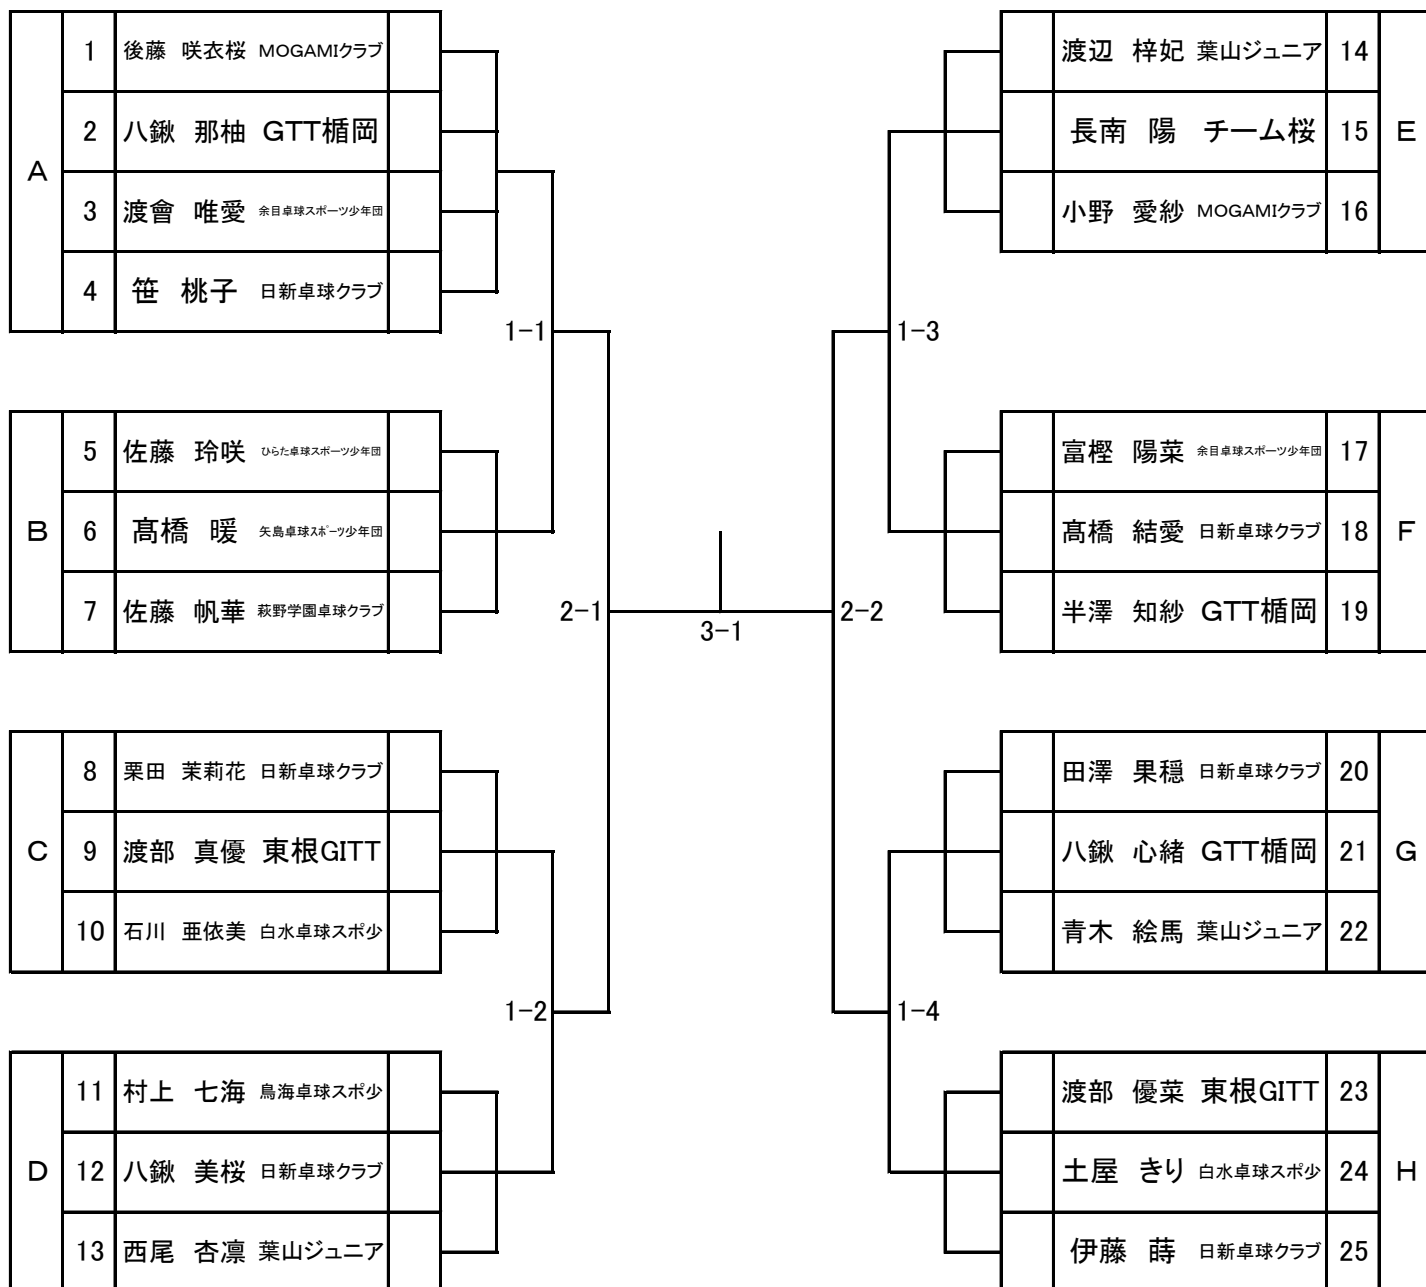 A
1 後藤 咲衣桜 MOGAMIクラブ
2 八鍬 那柚 GTT楯岡
3 渡會 唯愛 余目卓球スポーツ少年団
4 笹 桃子 日新卓球クラブ
1-1
B
5 佐藤 玲咲 ひらた卓球スポーツ少年団
6 髙橋 暖 矢島卓球スポーツ少年団
7 佐藤 帆華 萩野学園卓球クラブ
2-1
C
8 栗田 茉莉花 日新卓球クラブ
9 渡部 真優 東根GITT
10 石川 亜依美 白水卓球スポ少
1-2
D
11 村上 七海 鳥海卓球スポ少
12 八鍬 美桜 日新卓球クラブ
13 西尾 杏凛 葉山ジュニア
3-1
渡辺 梓妃 葉山ジュニア 14
長南 陽 チーム桜 15
小野 愛紗 MOGAMIクラブ 16
E
1-3
富樫 陽菜 余目卓球スポーツ少年団 17
髙橋 結愛 日新卓球クラブ 18
半澤 知紗 GTT楯岡 19
F
2-2
田澤 果穏 日新卓球クラブ 20
八鍬 心緒 GTT楯岡 21
青木 絵馬 葉山ジュニア 22
G
1-4
渡部 優菜 東根GITT 23
土屋 きり 白水卓球スポ少 24
伊藤 蒔 日新卓球クラブ 25
H